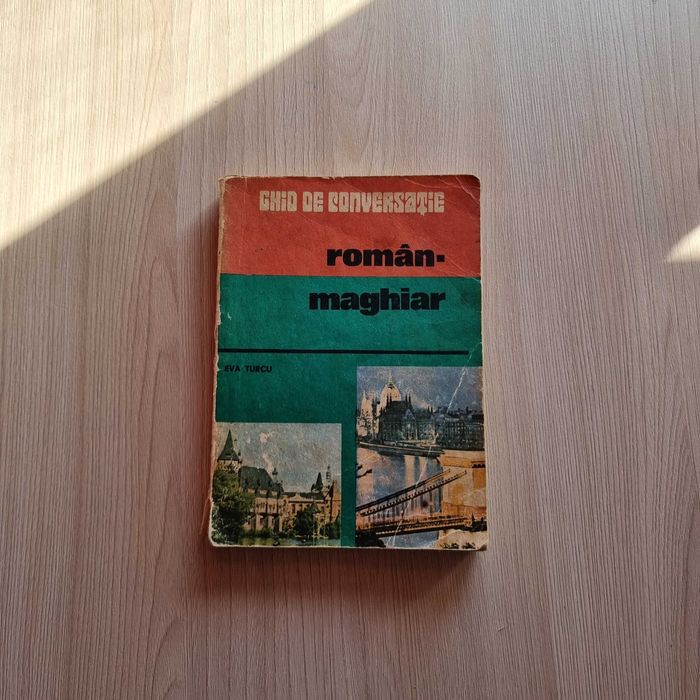 GHID DE CONVERSAȚIE
român-
maghiar
EVA TURCU